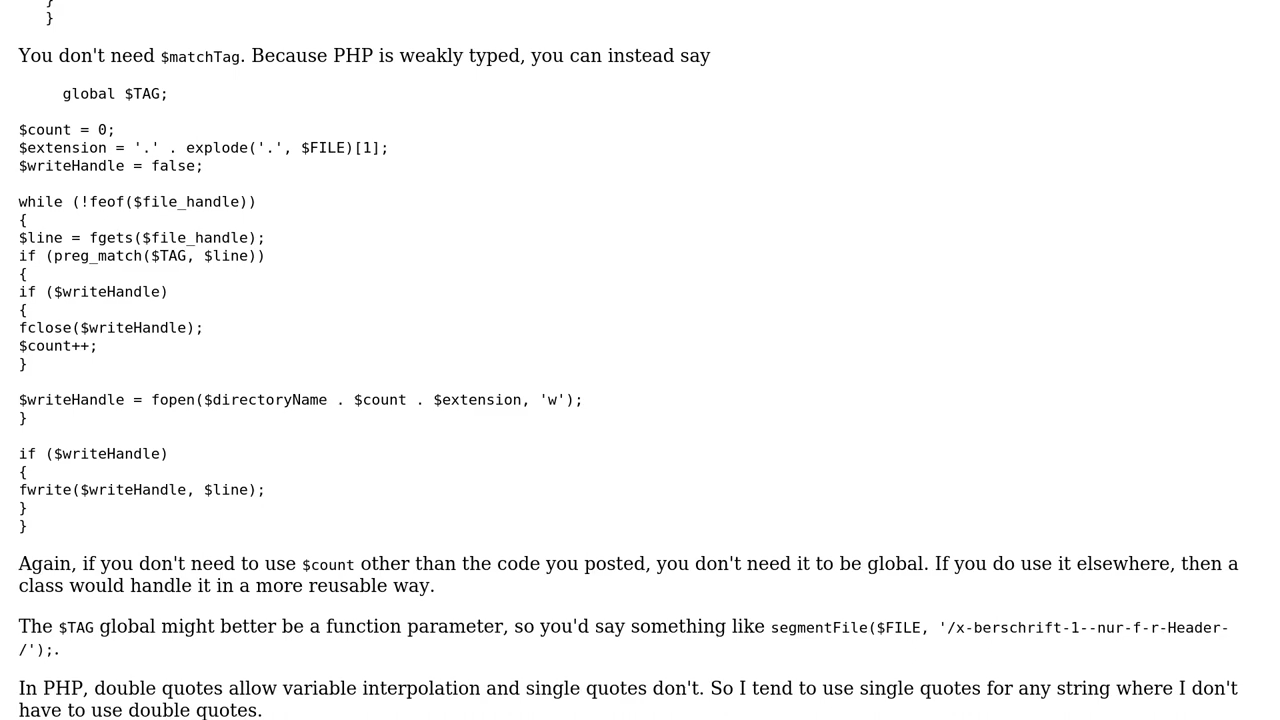 }
}
You don't need $matchTag. Because PHP is weakly typed, you can instead say
global $TAG;
$count = 0;
$extension = '.' . explode('.', $FILE)[1];
$writeHandle = false;
while (!feof($file_handle))
{
$line = fgets($file_handle);
if (preg_match($TAG, $line))
{
if ($writeHandle)
{
fclose($writeHandle);
$count++;
}
$writeHandle = fopen($directoryName . $count . $extension, 'w');
}
if ($writeHandle)
{
fwrite($writeHandle, $line);
}
}
Again, if you don't need to use $count other than the code you posted, you don't need it to be global. If you do use it elsewhere, then a
class would handle it in a more reusable way.
The $TAG global might better be a function parameter, so you'd say something like segmentFile($FILE, '/x-berschrift-1--nur-f-r-Header-
/');.
In PHP, double quotes allow variable interpolation and single quotes don't. So I tend to use single quotes for any string where I don't
have to use double quotes.